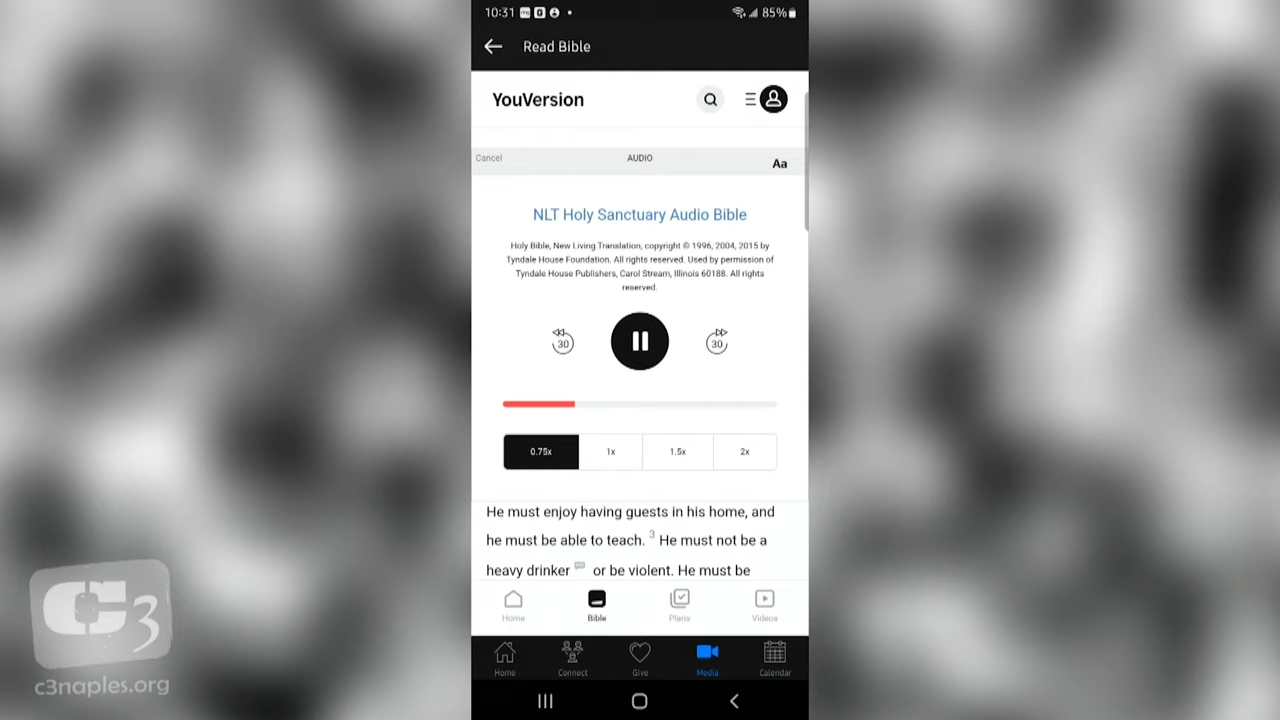 10:31
85%
Read Bible
YouVersion
Cancel
AUDIO
Aa
NLT Holy Sanctuary Audio Bible
Holy Bible, New Living Translation, copyright © 1996, 2004, 2015 by
Tyndale House Foundation. All rights reserved. Used by permission of
Tyndale House Publishers, Carol Stream, Illinois 60188. All rights
reserved.
30
30
0.75x
1x
1.5x
2x
He must enjoy having guests in his home, and
he must be able to teach. 3 He must not be a
heavy drinker or be violent. He must be
Home
Bible
Plans
Videos
Home
Connect
Give
Media
Calendar
C3
c3naples.org